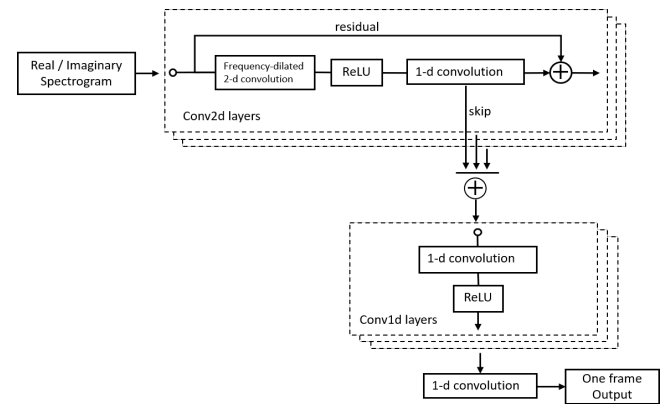 residual
Real / Imaginary
Spectrogram
Frequency-dilated
2-d convolution
ReLU
1-d convolution
Conv2d layers
skip
1-d convolution
ReLU
Conv1d layers
1-d convolution
One frame
Output